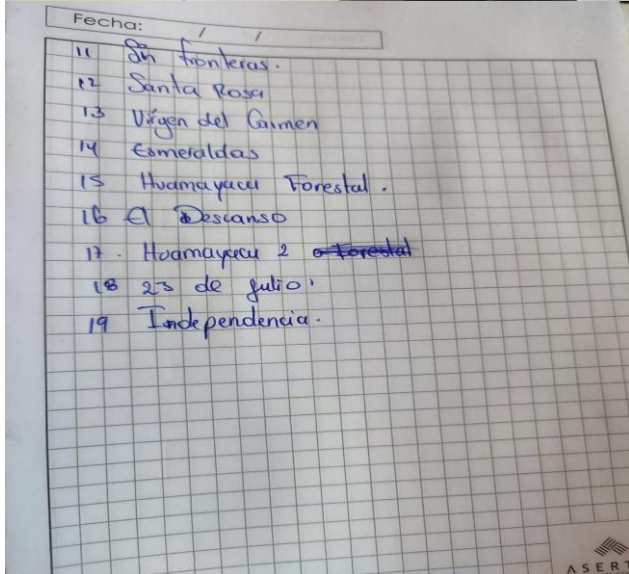 Fecha: / /
11 Sin fronteras.
12 Santa Rosa
13 Virgen del Carmen
14 Esmeraldas
15 Huamayacu Forestal.
16 El Descanso
17. Huamayacu 2 o Forestal
18 23 de Julio.
19 Independencia.
ASERT